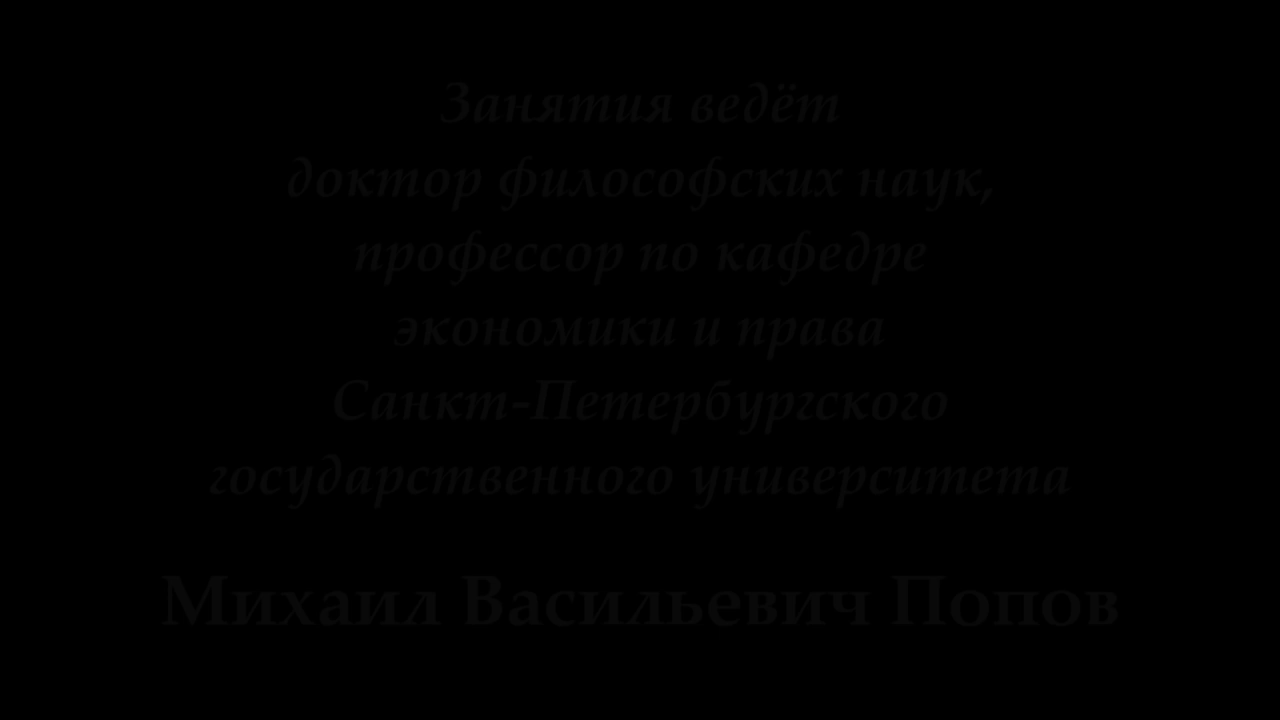 Занятия ведёт
доктор философских наук,
профессор по кафедре
экономики и права
Санкт-Петербургского
государственного университета
Михаил Васильевич Попов